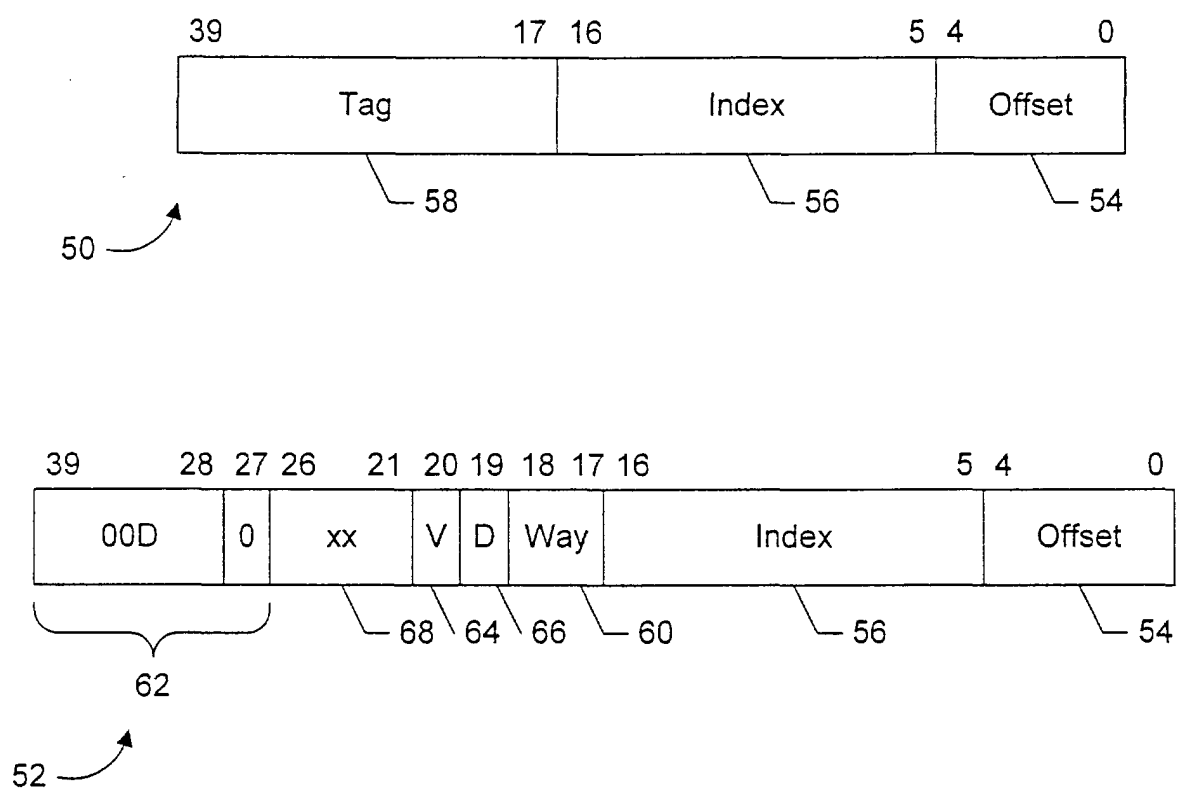 39 17 16 5 4 0
Tag Index Offset
58 56 54
50
39 28 27 26 21 20 19 18 17 16 5 4 0
00D 0 xx V D Way Index Offset
68 64 66 60 56 54
62
52